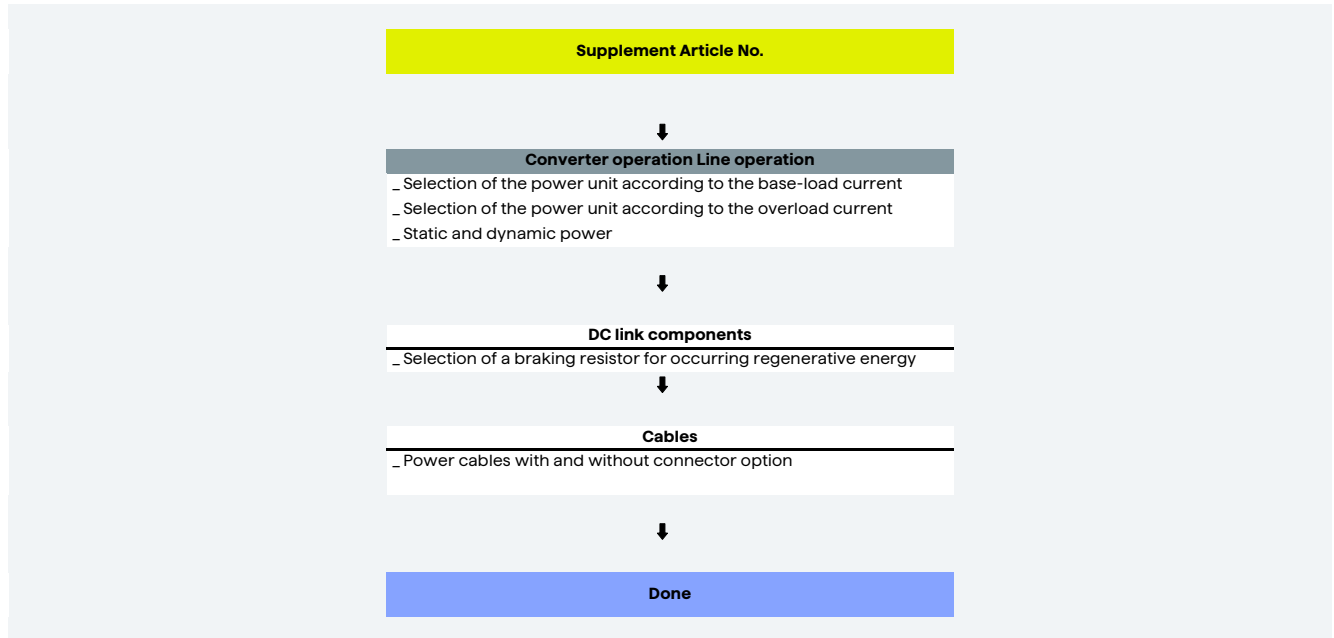 Supplement Article No.
Converter operation Line operation
_ Selection of the power unit according to the base-load current
_ Selection of the power unit according to the overload current
_ Static and dynamic power
DC link components
_ Selection of a braking resistor for occurring regenerative energy
Cables
_ Power cables with and without connector option
Done